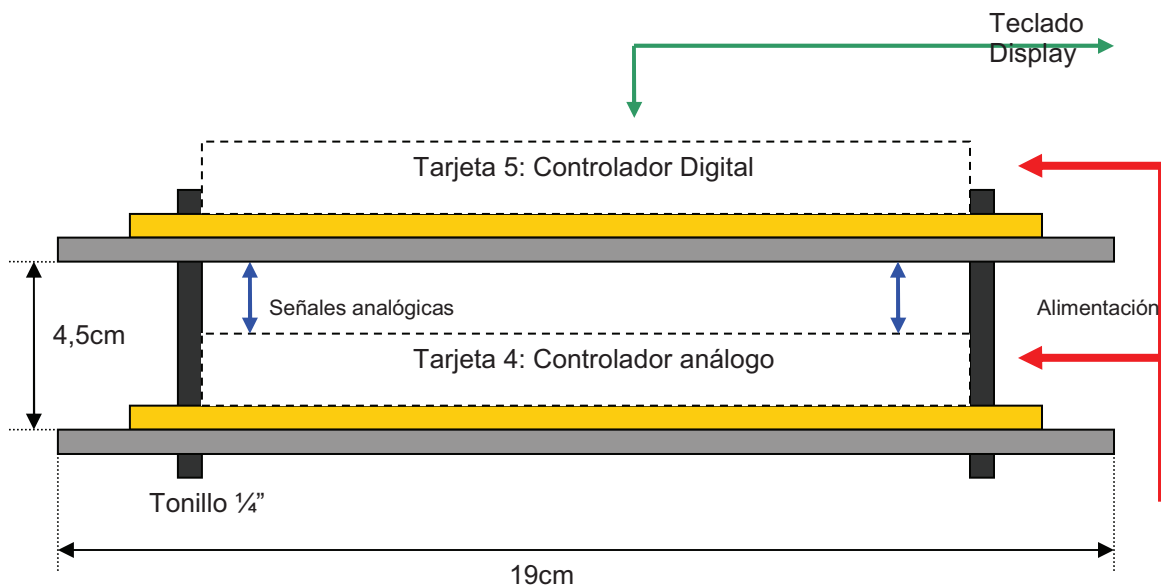 Teclado
Display
Tarjeta 5: Controlador Digital
Señales analógicas
Alimentación
4,5cm
Tarjeta 4: Controlador análogo
Tonillo ¼”
19cm